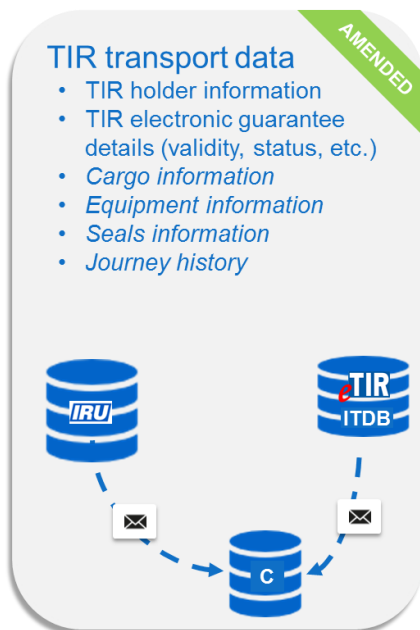 AMENDED
TIR transport data
• TIR holder information
• TIR electronic guarantee
details (validity, status, etc.)
• Cargo information
• Equipment information
• Seals information
• Journey history
IRU
eTIR
ITDB
C